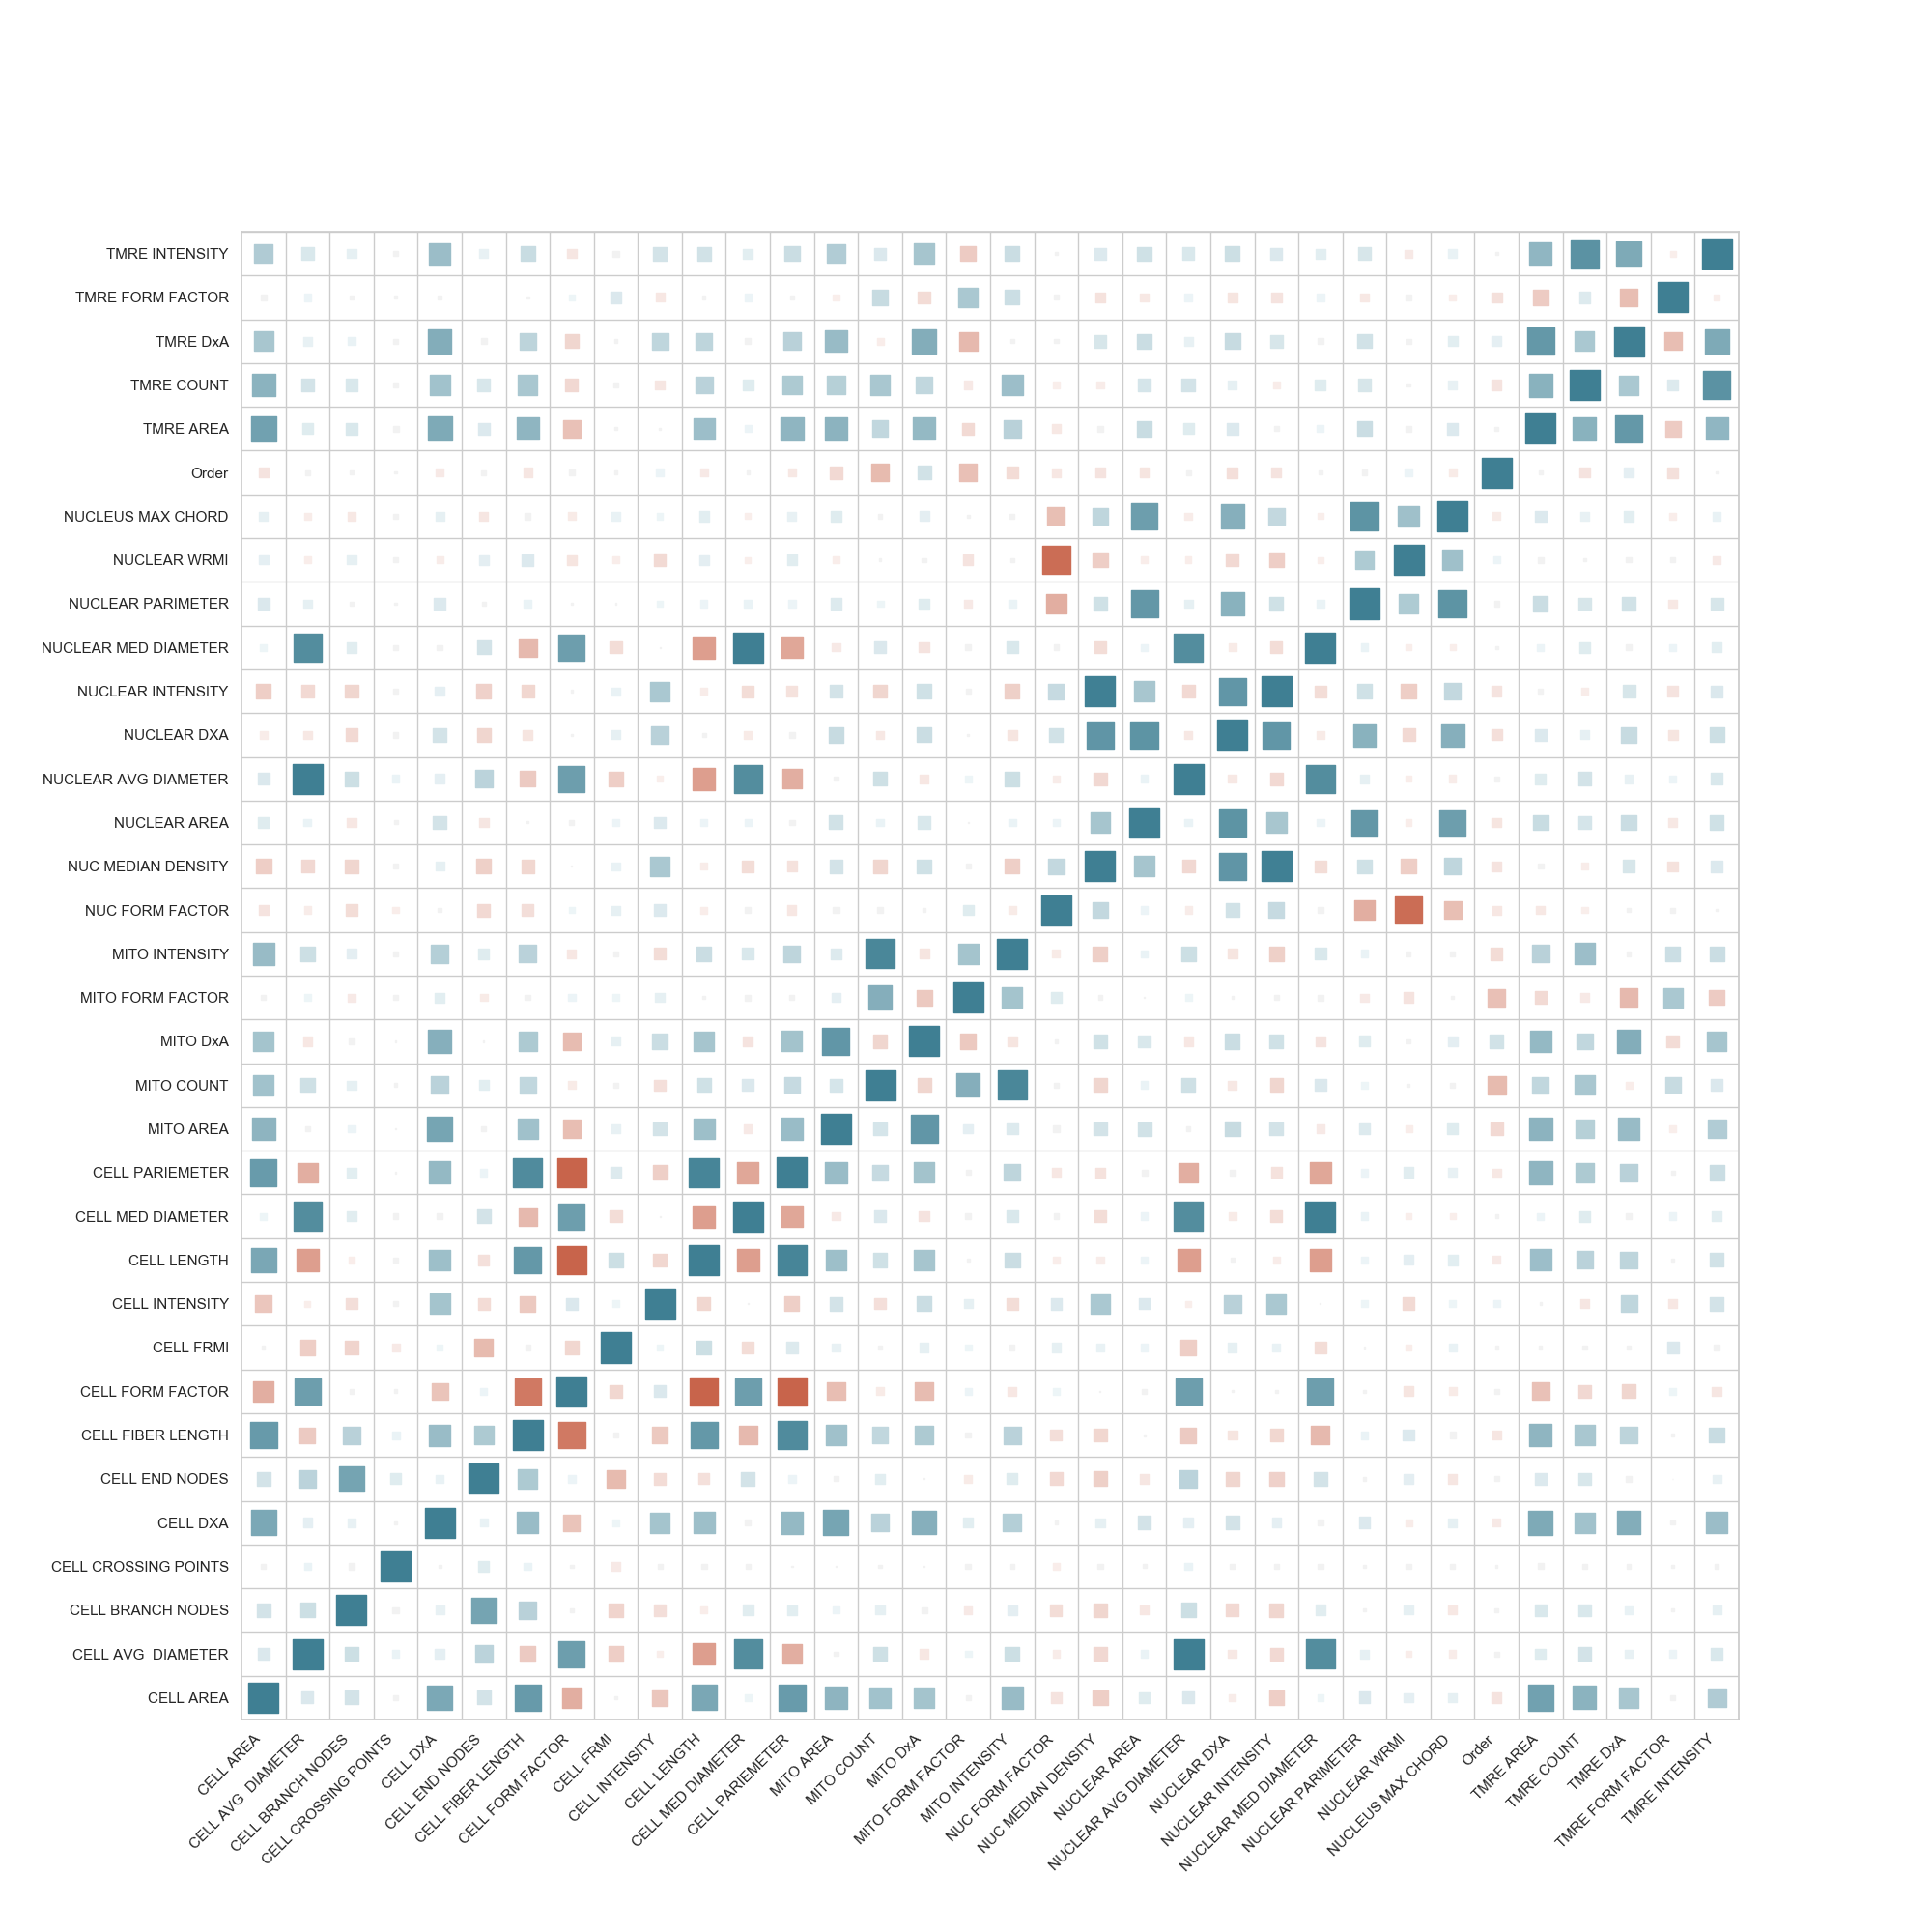 TMRE INTENSITY
TMRE FORM FACTOR
TMRE DxA
TMRE COUNT
TMRE AREA
Order
NUCLEUS MAX CHORD
NUCLEAR WRMI
NUCLEAR PARIMETER
NUCLEAR MED DIAMETER
NUCLEAR INTENSITY
NUCLEAR DXA
NUCLEAR AVG DIAMETER
NUCLEAR AREA
NUC MEDIAN DENSITY
NUC FORM FACTOR
MITO INTENSITY
MITO FORM FACTOR
MITO DxA
MITO COUNT
MITO AREA
CELL PARIEMETER
CELL MED DIAMETER
CELL LENGTH
CELL INTENSITY
CELL FRMI
CELL FORM FACTOR
CELL FIBER LENGTH
CELL END NODES
CELL DXA
CELL CROSSING POINTS
CELL BRANCH NODES
CELL AVG  DIAMETER
CELL AREA
CELL AREA
CELL AVG  DIAMETER
CELL BRANCH NODES
CELL CROSSING POINTS
CELL DXA
CELL END NODES
CELL FIBER LENGTH
CELL FORM FACTOR
CELL FRMI
CELL INTENSITY
CELL LENGTH
CELL MED DIAMETER
CELL PARIEMETER
MITO AREA
MITO COUNT
MITO DxA
MITO FORM FACTOR
MITO INTENSITY
NUC FORM FACTOR
NUC MEDIAN DENSITY
NUCLEAR AREA
NUCLEAR AVG DIAMETER
NUCLEAR DXA
NUCLEAR INTENSITY
NUCLEAR MED DIAMETER
NUCLEAR PARIMETER
NUCLEAR WRMI
NUCLEUS MAX CHORD
Order
TMRE AREA
TMRE COUNT
TMRE DxA
TMRE FORM FACTOR
TMRE INTENSITY